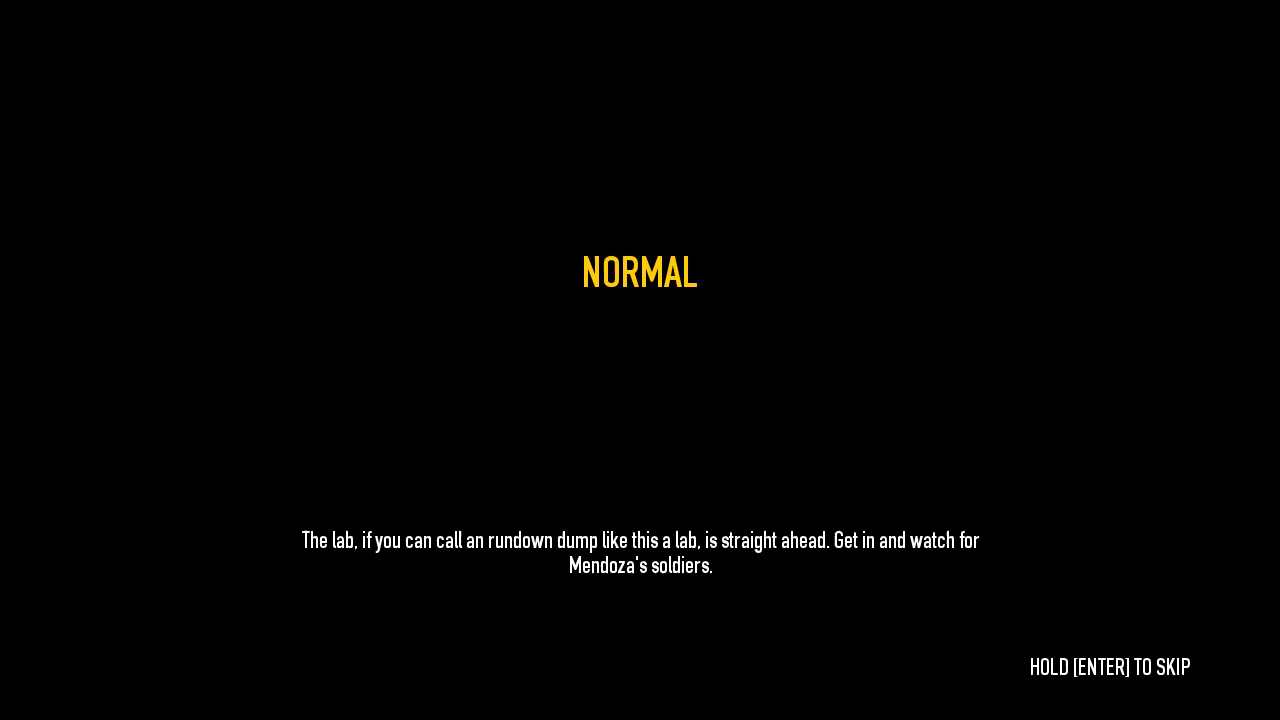 NORMAL
The lab, if you can call an rundown dump like this a lab, is straight ahead. Get in and watch for
Mendoza's soldiers.
HOLD [ENTER] TO SKIP